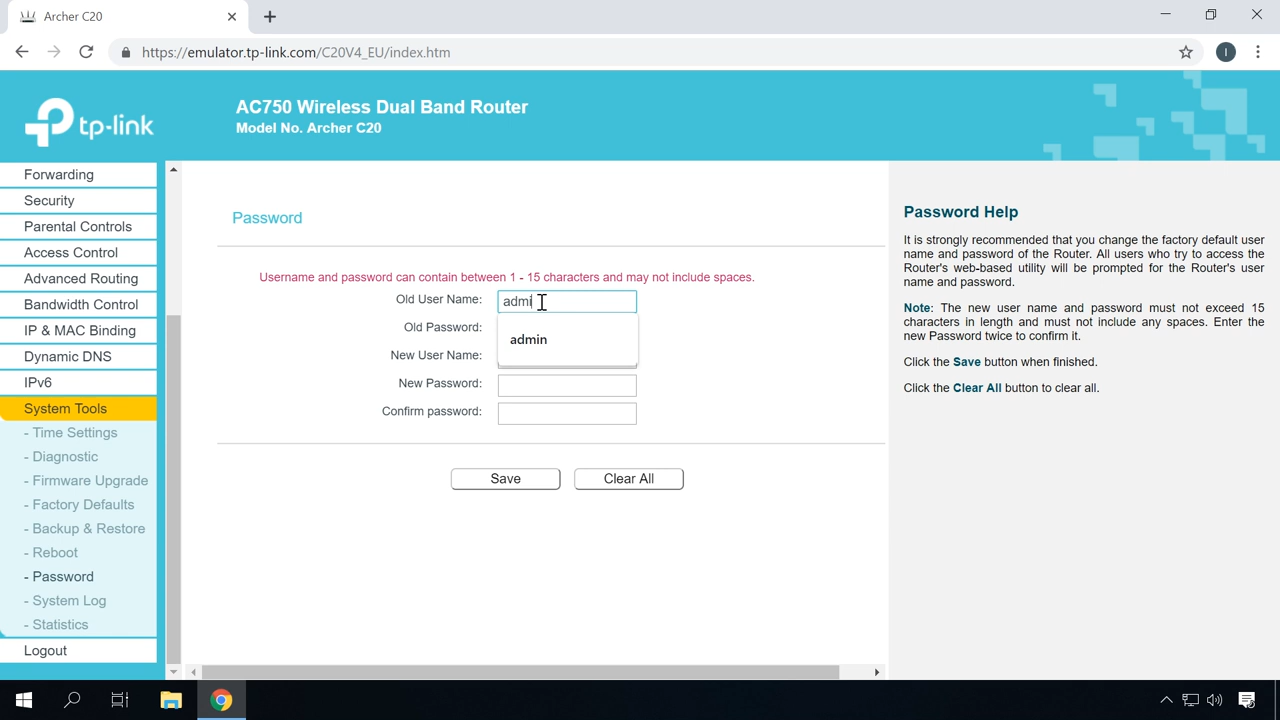 Archer C20
https://emulator.tp-link.com/C20V4_EU/index.htm
I
tp-link
AC750 Wireless Dual Band Router
Model No. Archer C20
Forwarding
Security
Parental Controls
Access Control
Advanced Routing
Bandwidth Control
IP & MAC Binding
Dynamic DNS
IPv6
System Tools
- Time Settings
- Diagnostic
- Firmware Upgrade
- Factory Defaults
- Backup & Restore
- Reboot
- Password
- System Log
- Statistics
Logout
Password
Username and password can contain between 1 - 15 characters and may not include spaces.
Old User Name: admi
admin
Old Password:
New User Name:
New Password:
Confirm password:
Save Clear All
Password Help
It is strongly recommended that you change the factory default user
name and password of the Router. All users who try to access the
Router's web-based utility will be prompted for the Router's user
name and password.
Note: The new user name and password must not exceed 15
characters in length and must not include any spaces. Enter the
new Password twice to confirm it.
Click the Save button when finished.
Click the Clear All button to clear all.